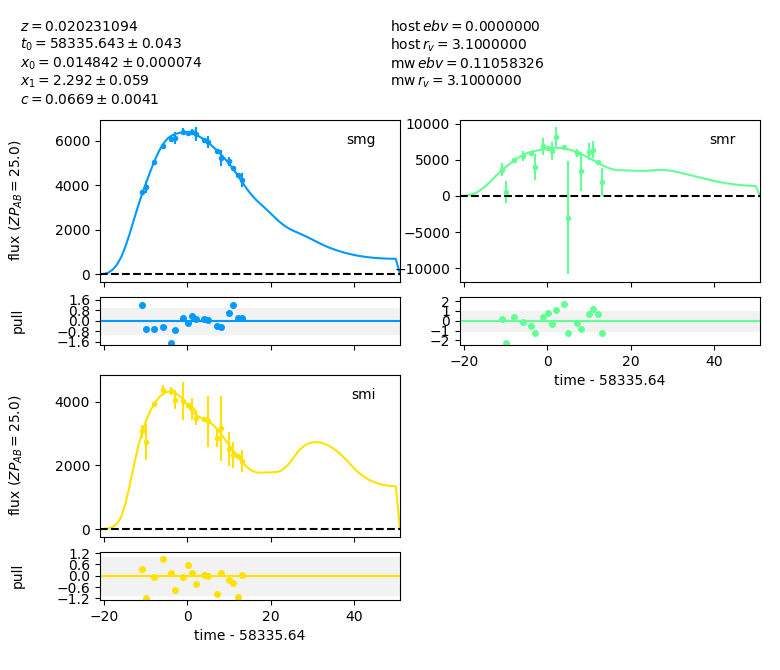 z = 0.020231094
t₀ = 58335.643 ± 0.043
x₀ = 0.014842 ± 0.000074
x₁ = 2.292 ± 0.059
c = 0.0669 ± 0.0041
host ebv = 0.0000000
host r_v = 3.1000000
mw ebv = 0.11058326
mw r_v = 3.1000000
smg
flux (ZP_AB = 25.0)
6000
4000
2000
0
smr
10000
5000
0
−5000
−10000
pull
1.6
0.8
0.0
−0.8
−1.6
2
1
0
−1
−2
−20
0
20
40
time - 58335.64
smi
flux (ZP_AB = 25.0)
4000
2000
0
pull
1.2
0.6
0.0
−0.6
−1.2
−20
0
20
40
time - 58335.64